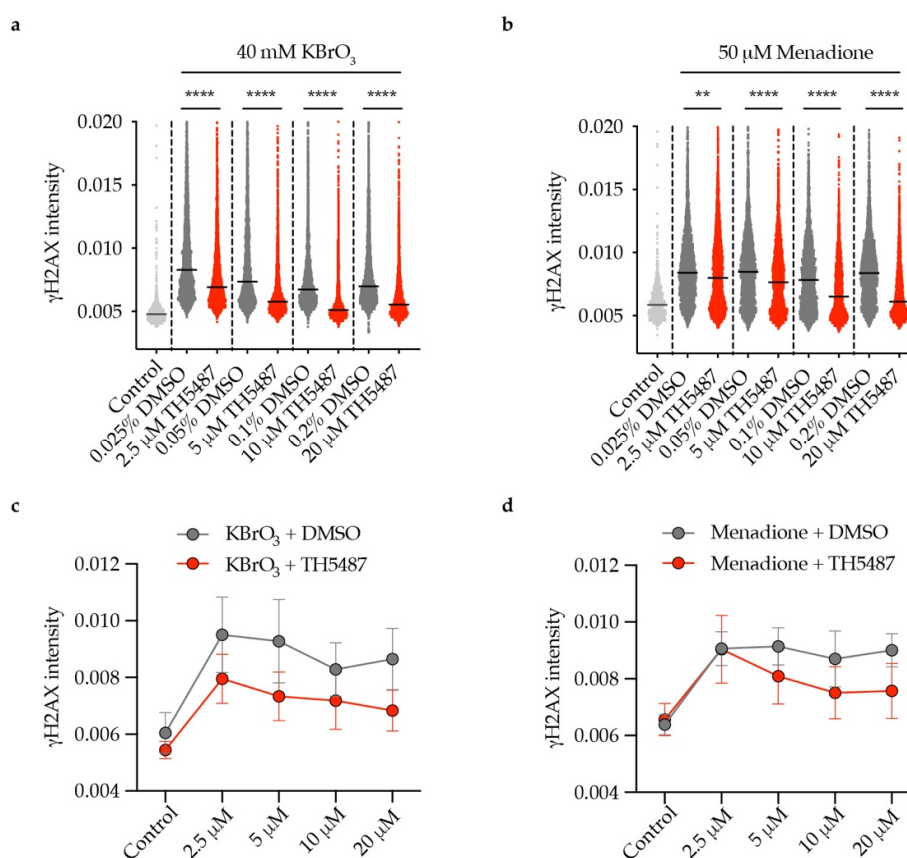 a
40 mM KBrO₃
**** **** **** ****
γH2AX intensity
0.020
0.015
0.010
0.005
Control
0.025% DMSO
2.5 μM TH5487
0.05% DMSO
5 μM TH5487
0.1% DMSO
10 μM TH5487
0.2% DMSO
20 μM TH5487
b
50 μM Menadione
** **** **** ****
γH2AX intensity
0.020
0.015
0.010
0.005
Control
0.025% DMSO
2.5 μM TH5487
0.05% DMSO
5 μM TH5487
0.1% DMSO
10 μM TH5487
0.2% DMSO
20 μM TH5487
c
KBrO₃ + DMSO
KBrO₃ + TH5487
γH2AX intensity
0.012
0.010
0.008
0.006
0.004
Control
2.5 μM
5 μM
10 μM
20 μM
d
Menadione + DMSO
Menadione + TH5487
γH2AX intensity
0.012
0.010
0.008
0.006
0.004
Control
2.5 μM
5 μM
10 μM
20 μM